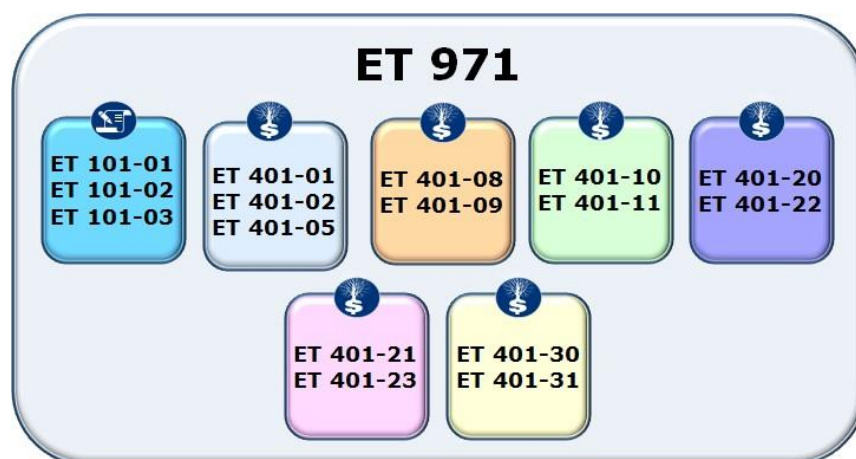 ET 971
ET 101-01
ET 101-02
ET 101-03
ET 401-01
ET 401-02
ET 401-05
ET 401-08
ET 401-09
ET 401-10
ET 401-11
ET 401-20
ET 401-22
ET 401-21
ET 401-23
ET 401-30
ET 401-31